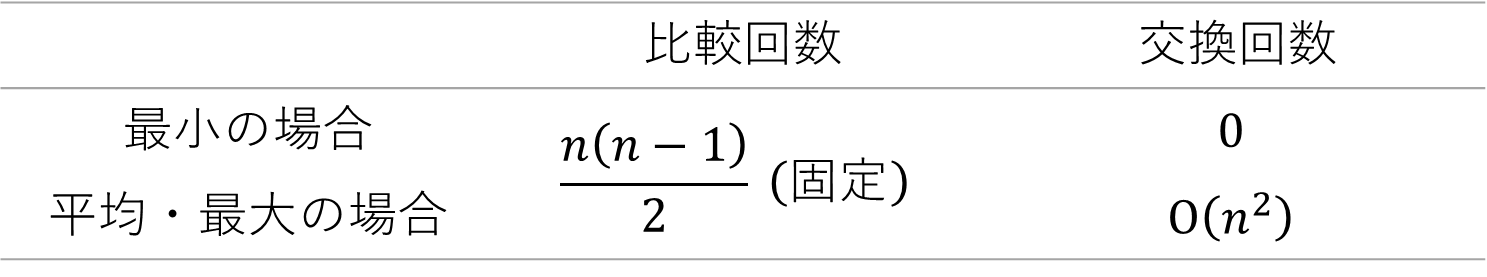 比較回数 交換回数
最小の場合 n(n − 1)/2 (固定) 0
平均・最大の場合 O(n²)